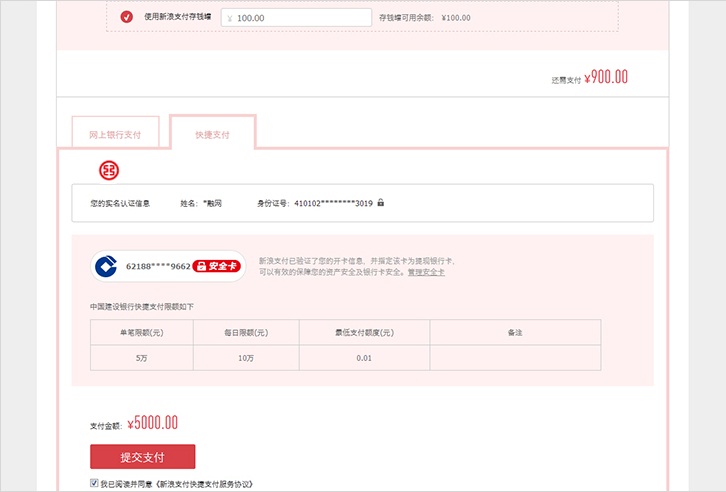 使用新浪支付存钱罐 ¥ 100.00 存钱罐可用余额: ¥100.00
还需支付 ¥900.00
网上银行支付 快捷支付
您的实名认证信息 姓名: *融网 身份证号: 410102********3019
62188****9662 安全卡
新浪支付已验证了您的开卡信息, 并指定该卡为提现银行卡,
可以有效的保障您的资产安全及银行卡安全。管理安全卡
中国建设银行快捷支付限额如下
单笔限额(元) 每日限额(元) 最低支付额度(元) 备注
5万 10万 0.01
支付金额: ¥5000.00
提交支付
我已阅读并同意《新浪支付快捷支付服务协议》